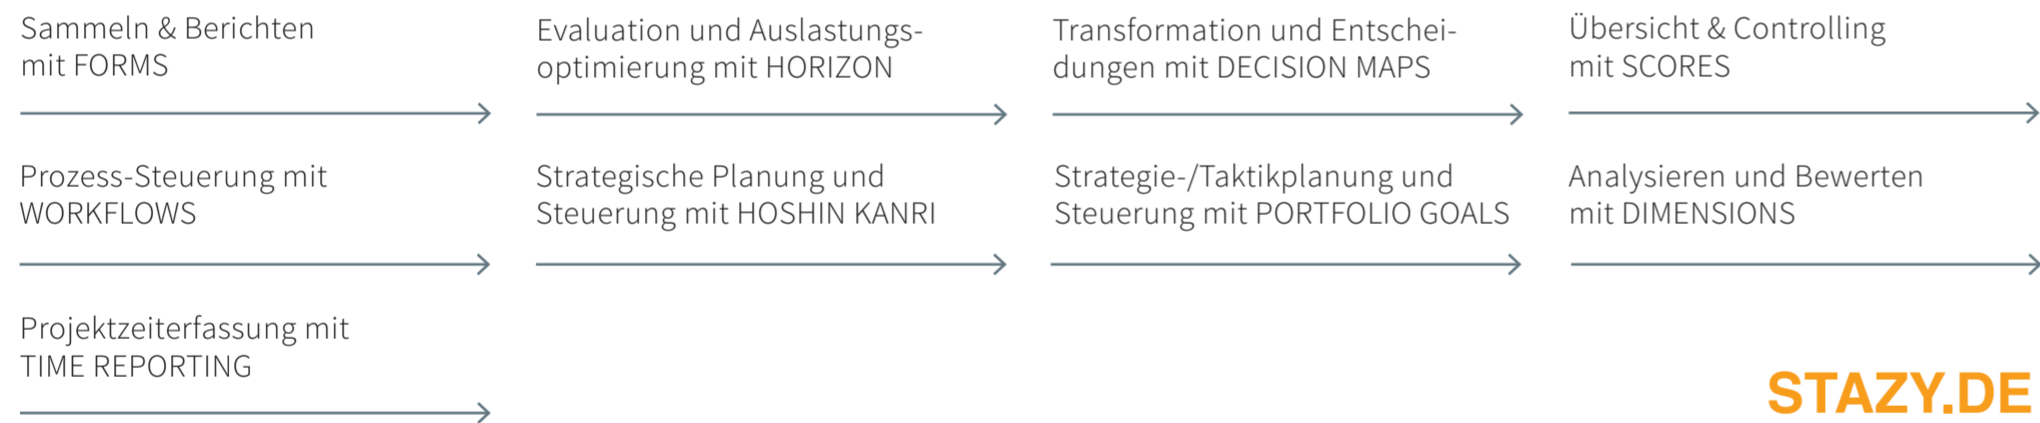 Sammeln & Berichten
mit FORMS
Evaluation und Auslastungs-
optimierung mit HORIZON
Transformation und Entschei-
dungen mit DECISION MAPS
Übersicht & Controlling
mit SCORES
Prozess-Steuerung mit
WORKFLOWS
Strategische Planung und
Steuerung mit HOSHIN KANRI
Strategie-/Taktikplanung und
Steuerung mit PORTFOLIO GOALS
Analysieren und Bewerten
mit DIMENSIONS
Projektzeiterfassung mit
TIME REPORTING
STAZY.DE